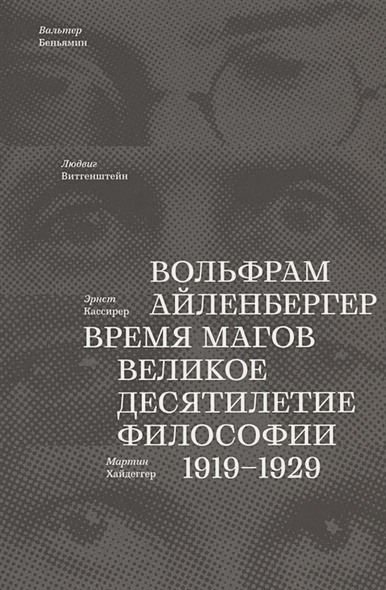 Вальтер
Беньямин
Людвиг
Витгенштейн
ВОЛЬФРАМ
Эрнст
Кассирер
АЙЛЕНБЕРГЕР
ВРЕМЯ МАГОВ
ВЕЛИКОЕ
ДЕСЯТИЛЕТИЕ
ФИЛОСОФИИ
Мартин
Хайдеггер
1919–1929